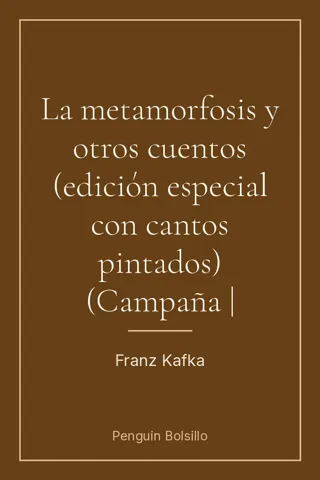 La metamorfosis y
otros cuentos
(edición especial
con cantos
pintados)
(Campaña |
Franz Kafka
Penguin Bolsillo